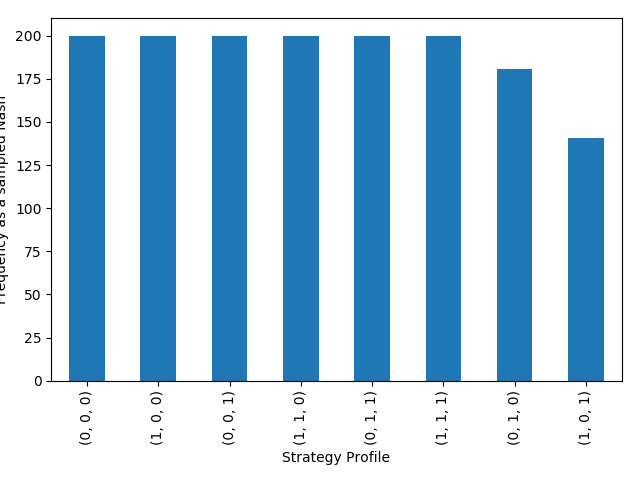 200
175
150
125
100
75
50
25
0
Frequency as a sampled Nash
(0, 0, 0)
(1, 0, 0)
(0, 0, 1)
(1, 1, 0)
(0, 1, 1)
(1, 1, 1)
(0, 1, 0)
(1, 0, 1)
Strategy Profile